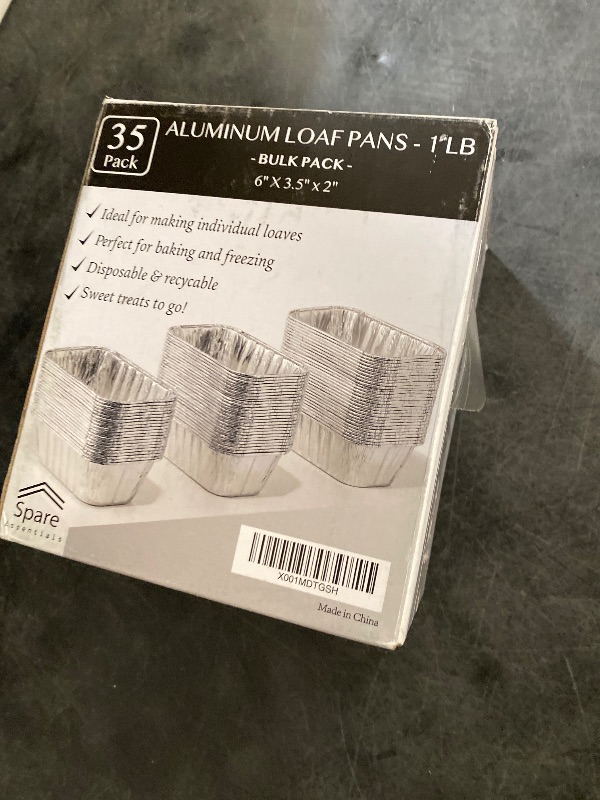 35
Pack
ALUMINUM LOAF PANS - 1 LB
-BULK PACK-
6" X 3.5" x 2"
✓ Ideal for making individual loaves
✓ Perfect for baking and freezing
✓ Disposable & recycable
✓ Sweet treats to go!
Spare
Essentials
X001MDTGSH
Made in China